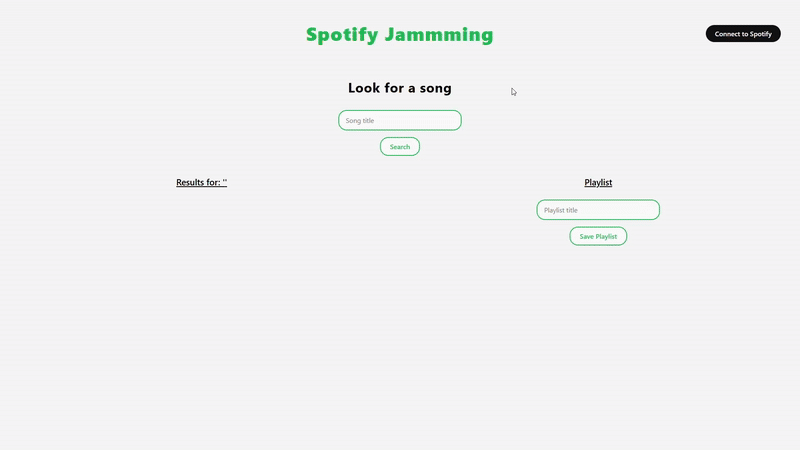 Spotify Jammming
Connect to Spotify
Look for a song
Song title
Search
Results for: ''
Playlist
Playlist title
Save Playlist